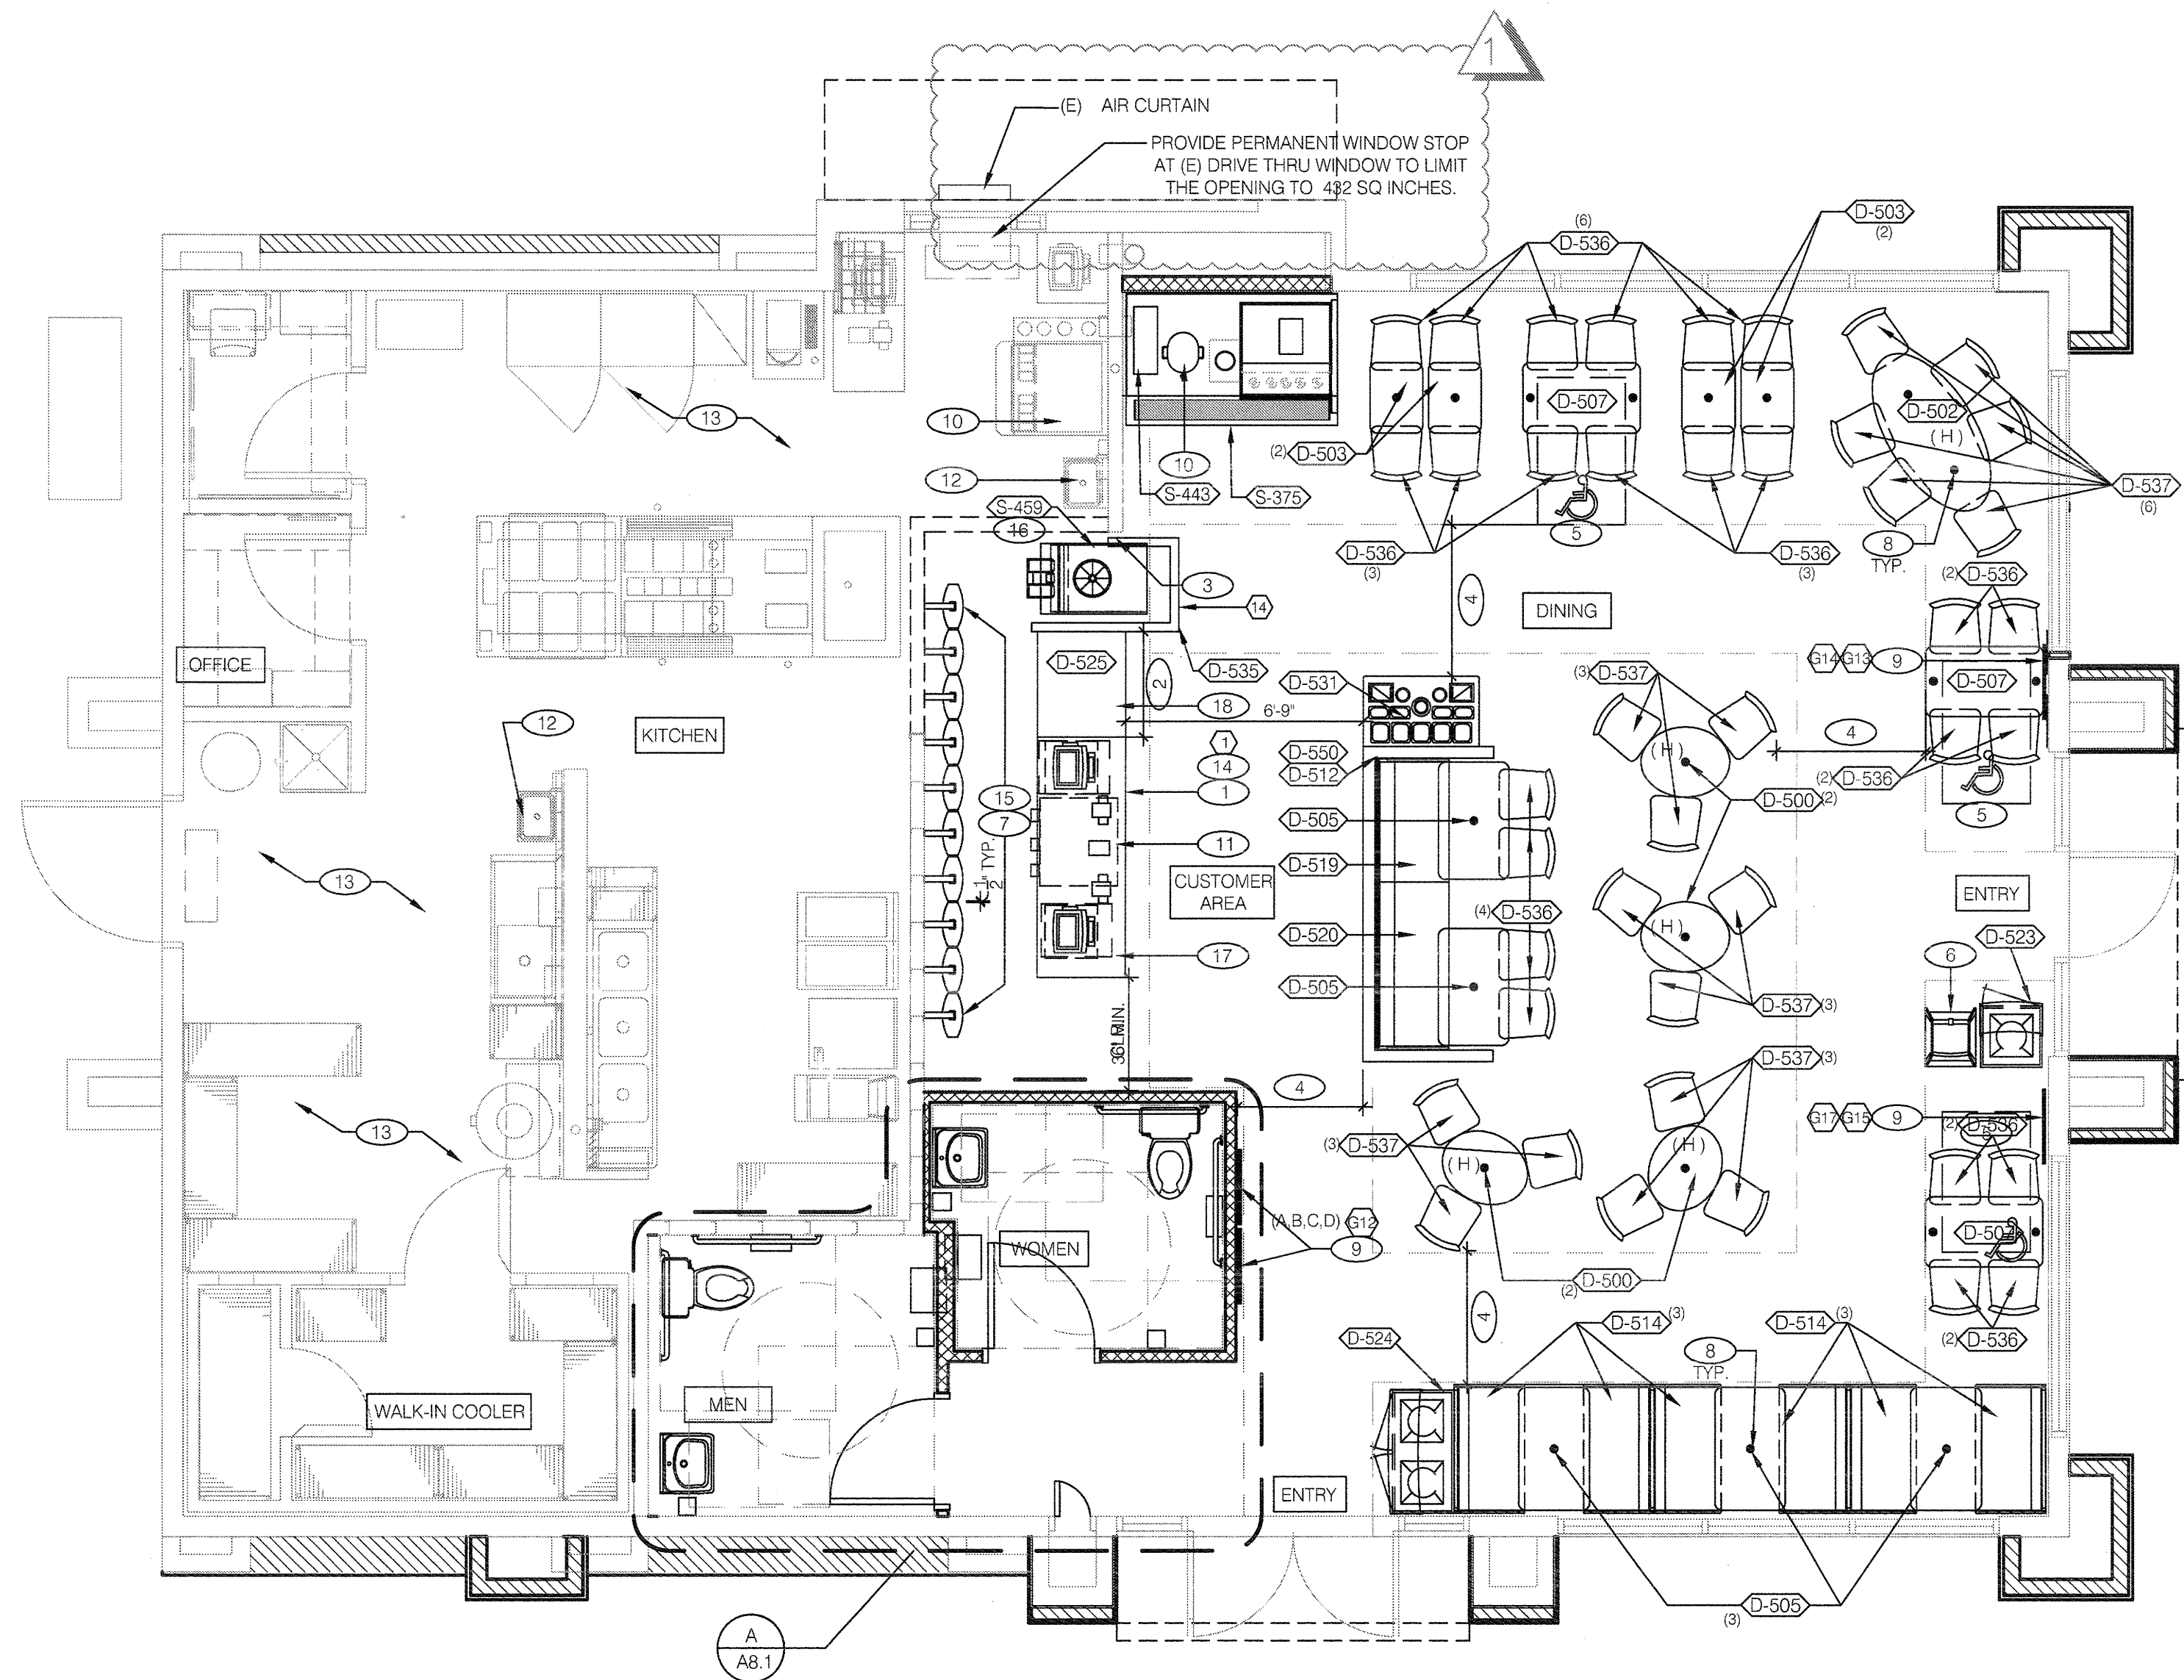 1
(E) AIR CURTAIN
PROVIDE PERMANENT WINDOW STOP
AT (E) DRIVE THRU WINDOW TO LIMIT
THE OPENING TO 432 SQ INCHES.
(6)
D-536
D-503
(2)
D-507
D-502
(H)
13
10
(2) D-503
10
12
S-443
S-375
D-537
(6)
S-459
16
5
D-536
(3)
D-536
(3)
8
TYP.
(2) D-536
3
14
4
DINING
OFFICE
D-525
D-535
2
(3) D-537
G14 G13 9
D-507
D-531
18
6'-9"
12
KITCHEN
(H)
4
1
D-550
14
D-512
(2) D-536
15
1
D-500 (2)
7
D-505
5
11
1" TYP.
2
D-519
13
CUSTOMER
AREA
ENTRY
(4) D-536
(H)
D-520
D-523
17
6
D-505
D-537 (3)
4
D-537 (3)
13
G17 G15 9
(2) D-536
(3) D-537
(H)
(H)
(A,B,C,D) G12
WOMEN
9
D-507
D-500
(2)
4
D-514 (3)
D-514 (3)
D-524
8
TYP.
(2) D-536
MEN
WALK-IN COOLER
ENTRY
D-505
(3)
A
A8.1